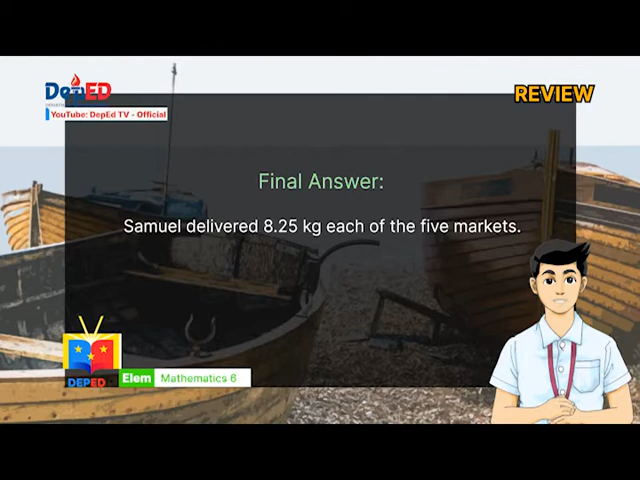 DepED
REVIEW
YouTube: DepEd TV - Official
Final Answer:
Samuel delivered 8.25 kg each of the five markets.
DEPED
Elem Mathematics 6